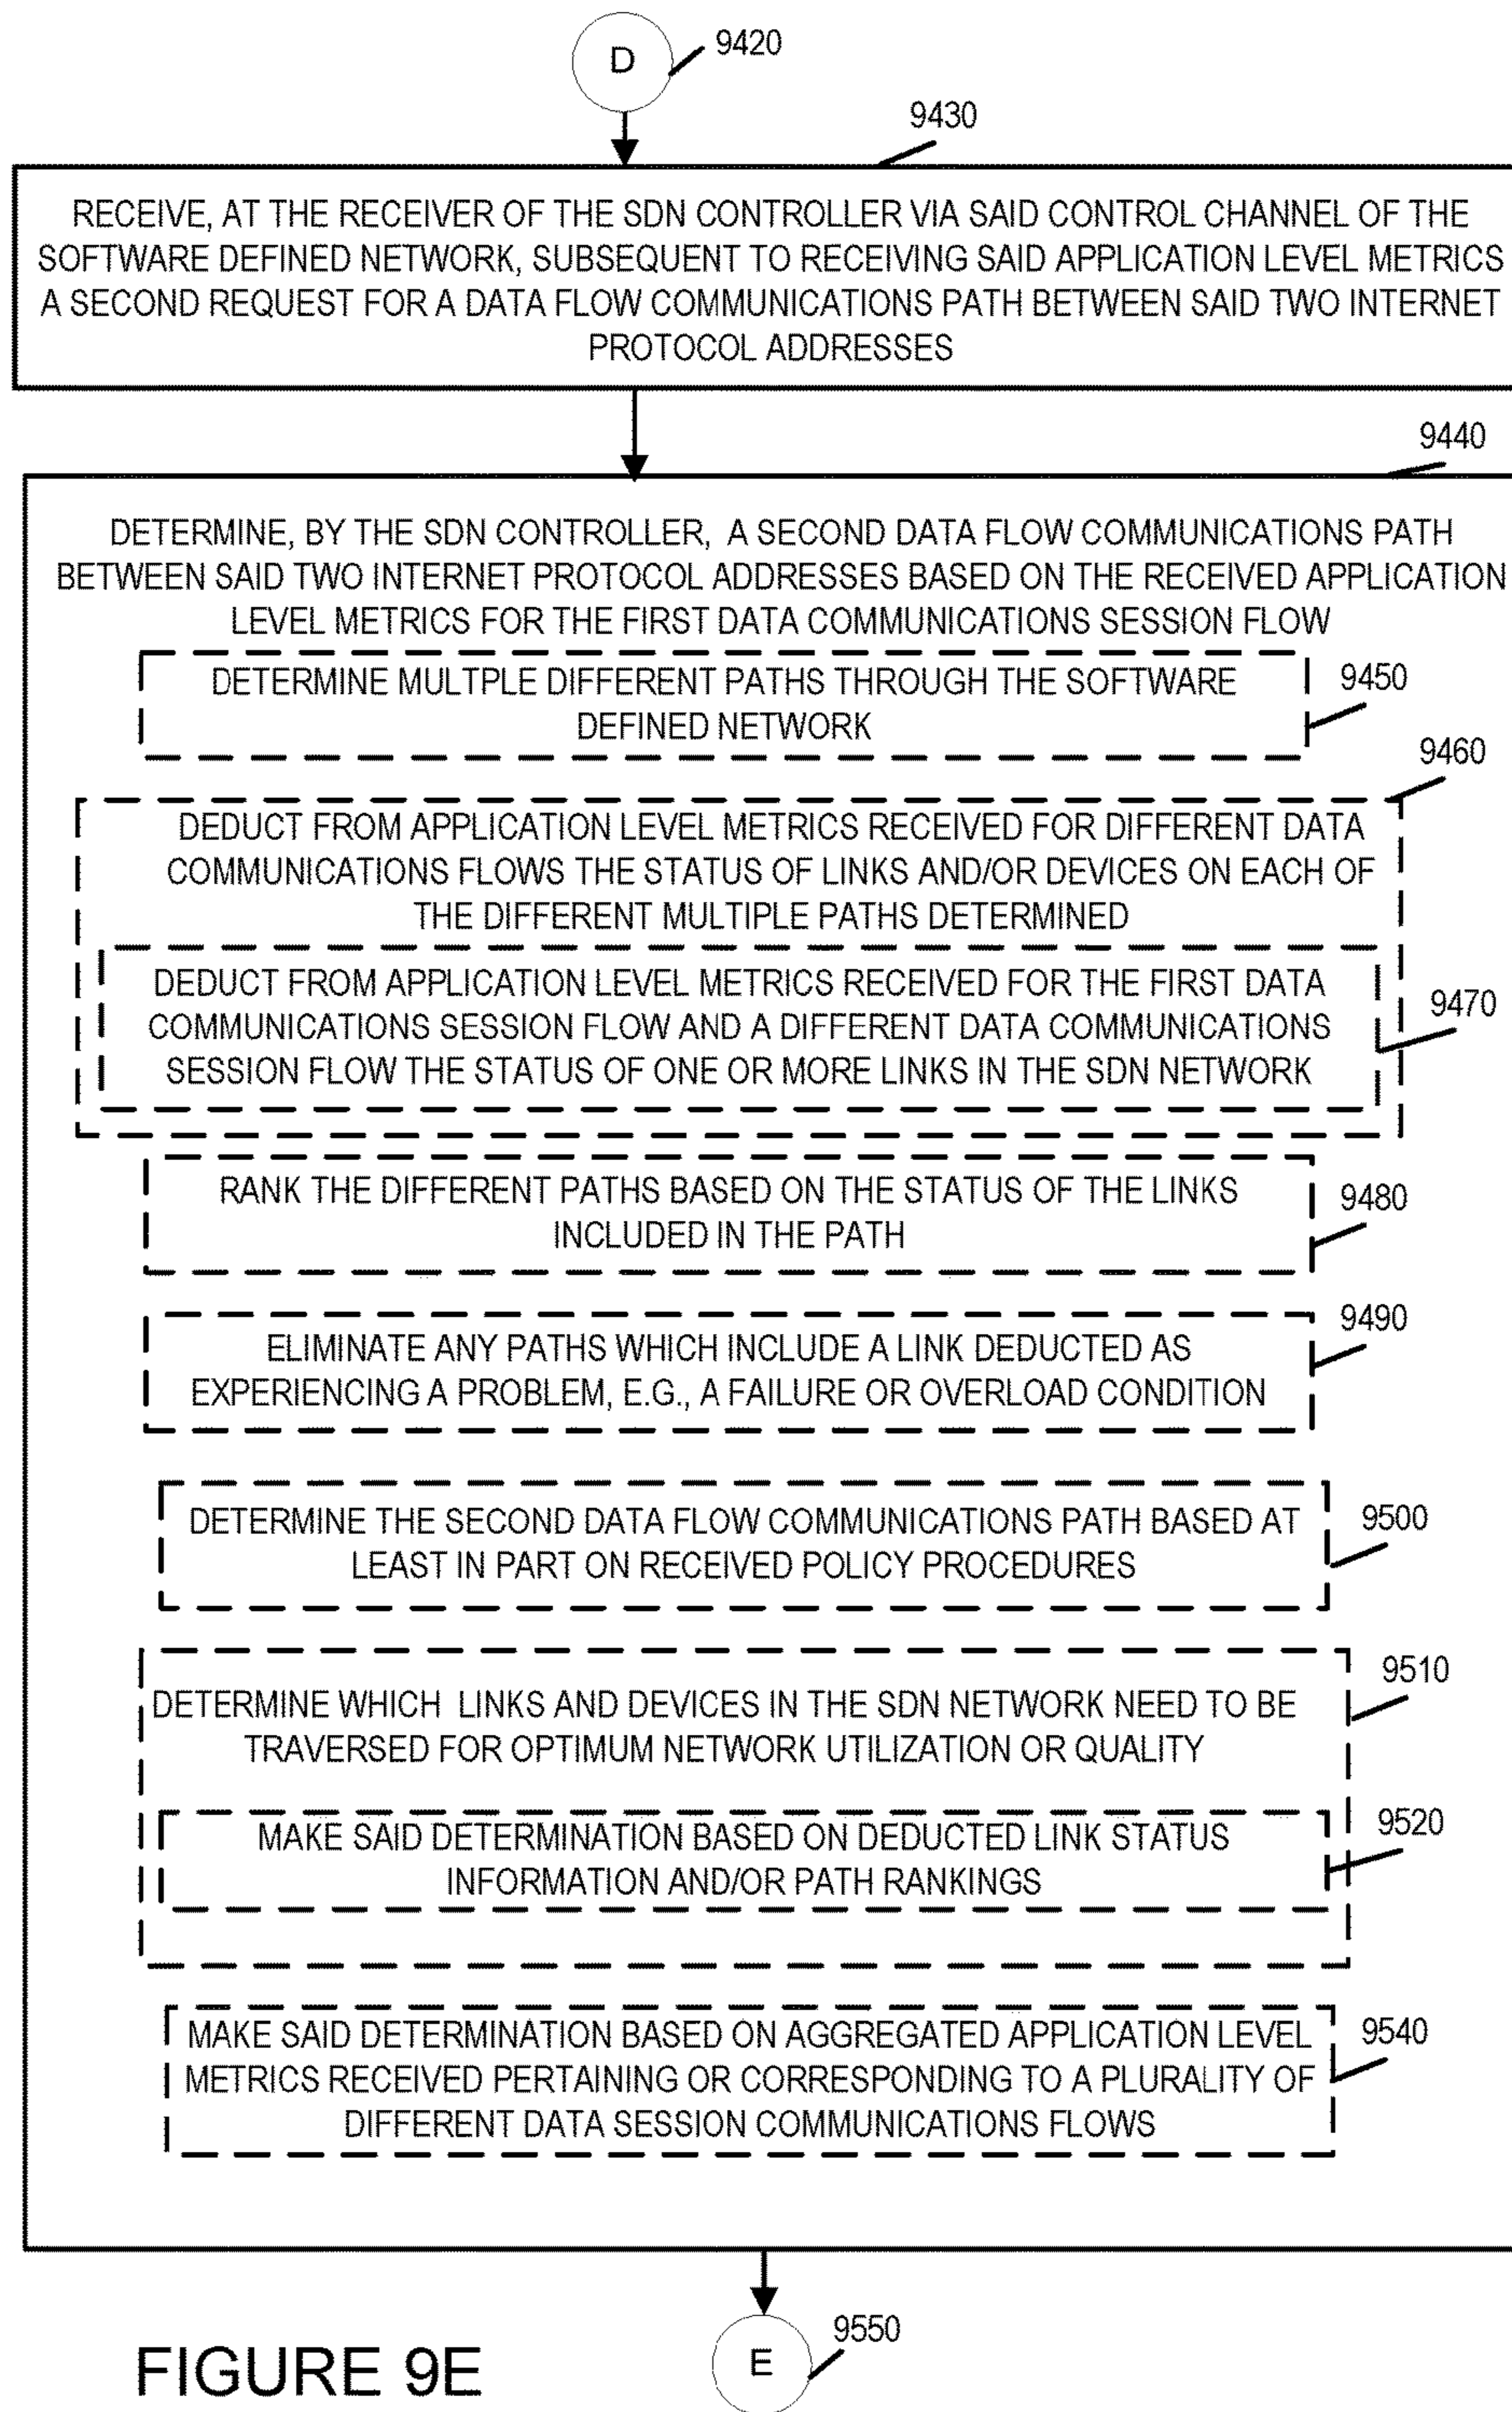 D
9420
9430
RECEIVE, AT THE RECEIVER OF THE SDN CONTROLLER VIA SAID CONTROL CHANNEL OF THE
SOFTWARE DEFINED NETWORK, SUBSEQUENT TO RECEIVING SAID APPLICATION LEVEL METRICS
A SECOND REQUEST FOR A DATA FLOW COMMUNICATIONS PATH BETWEEN SAID TWO INTERNET
PROTOCOL ADDRESSES
9440
DETERMINE, BY THE SDN CONTROLLER, A SECOND DATA FLOW COMMUNICATIONS PATH
BETWEEN SAID TWO INTERNET PROTOCOL ADDRESSES BASED ON THE RECEIVED APPLICATION
LEVEL METRICS FOR THE FIRST DATA COMMUNICATIONS SESSION FLOW
DETERMINE MULTPLE DIFFERENT PATHS THROUGH THE SOFTWARE
DEFINED NETWORK
9450
9460
DEDUCT FROM APPLICATION LEVEL METRICS RECEIVED FOR DIFFERENT DATA
COMMUNICATIONS FLOWS THE STATUS OF LINKS AND/OR DEVICES ON EACH OF
THE DIFFERENT MULTIPLE PATHS DETERMINED
DEDUCT FROM APPLICATION LEVEL METRICS RECEIVED FOR THE FIRST DATA
COMMUNICATIONS SESSION FLOW AND A DIFFERENT DATA COMMUNICATIONS
SESSION FLOW THE STATUS OF ONE OR MORE LINKS IN THE SDN NETWORK
9470
RANK THE DIFFERENT PATHS BASED ON THE STATUS OF THE LINKS
INCLUDED IN THE PATH
9480
ELIMINATE ANY PATHS WHICH INCLUDE A LINK DEDUCTED AS
EXPERIENCING A PROBLEM, E.G., A FAILURE OR OVERLOAD CONDITION
9490
DETERMINE THE SECOND DATA FLOW COMMUNICATIONS PATH BASED AT
LEAST IN PART ON RECEIVED POLICY PROCEDURES
9500
DETERMINE WHICH LINKS AND DEVICES IN THE SDN NETWORK NEED TO BE
TRAVERSED FOR OPTIMUM NETWORK UTILIZATION OR QUALITY
9510
MAKE SAID DETERMINATION BASED ON DEDUCTED LINK STATUS
INFORMATION AND/OR PATH RANKINGS
9520
MAKE SAID DETERMINATION BASED ON AGGREGATED APPLICATION LEVEL
METRICS RECEIVED PERTAINING OR CORRESPONDING TO A PLURALITY OF
DIFFERENT DATA SESSION COMMUNICATIONS FLOWS
9540
E
9550
FIGURE 9E